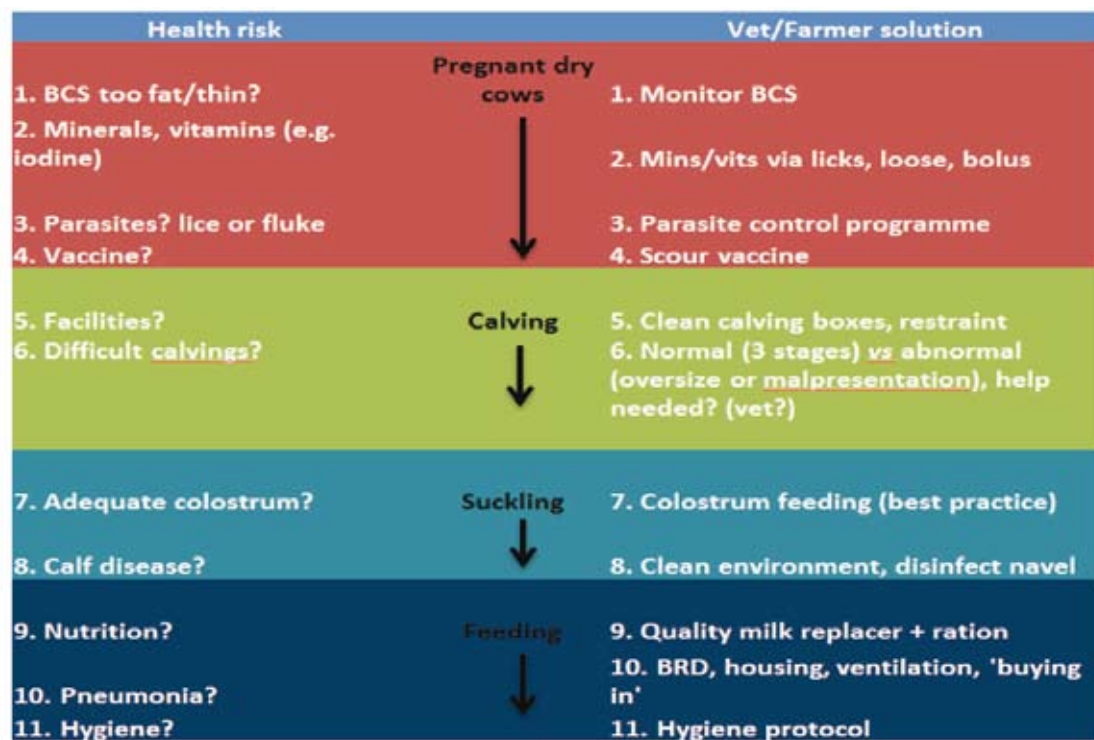 Health risk
Vet/Farmer solution
Pregnant dry
cows
1. BCS too fat/thin?
1. Monitor BCS
2. Minerals, vitamins (e.g.
iodine)
2. Mins/vits via licks, loose, bolus
3. Parasites? lice or fluke
3. Parasite control programme
4. Vaccine?
4. Scour vaccine
Calving
5. Facilities?
5. Clean calving boxes, restraint
6. Difficult calvings?
6. Normal (3 stages) vs abnormal
(oversize or malpresentation), help
needed? (vet?)
Suckling
7. Adequate colostrum?
7. Colostrum feeding (best practice)
8. Calf disease?
8. Clean environment, disinfect navel
Feeding
9. Nutrition?
9. Quality milk replacer + ration
10. Pneumonia?
10. BRD, housing, ventilation, 'buying
in'
11. Hygiene?
11. Hygiene protocol